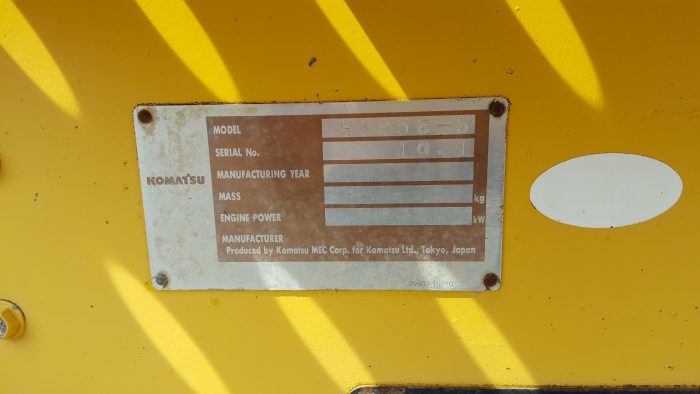 KOMATSU
MODEL
SERIAL No.
MANUFACTURING YEAR
MASS kg
ENGINE POWER kW
MANUFACTURER
Produced by Komatsu MEC Corp. for Komatsu Ltd., Tokyo, Japan